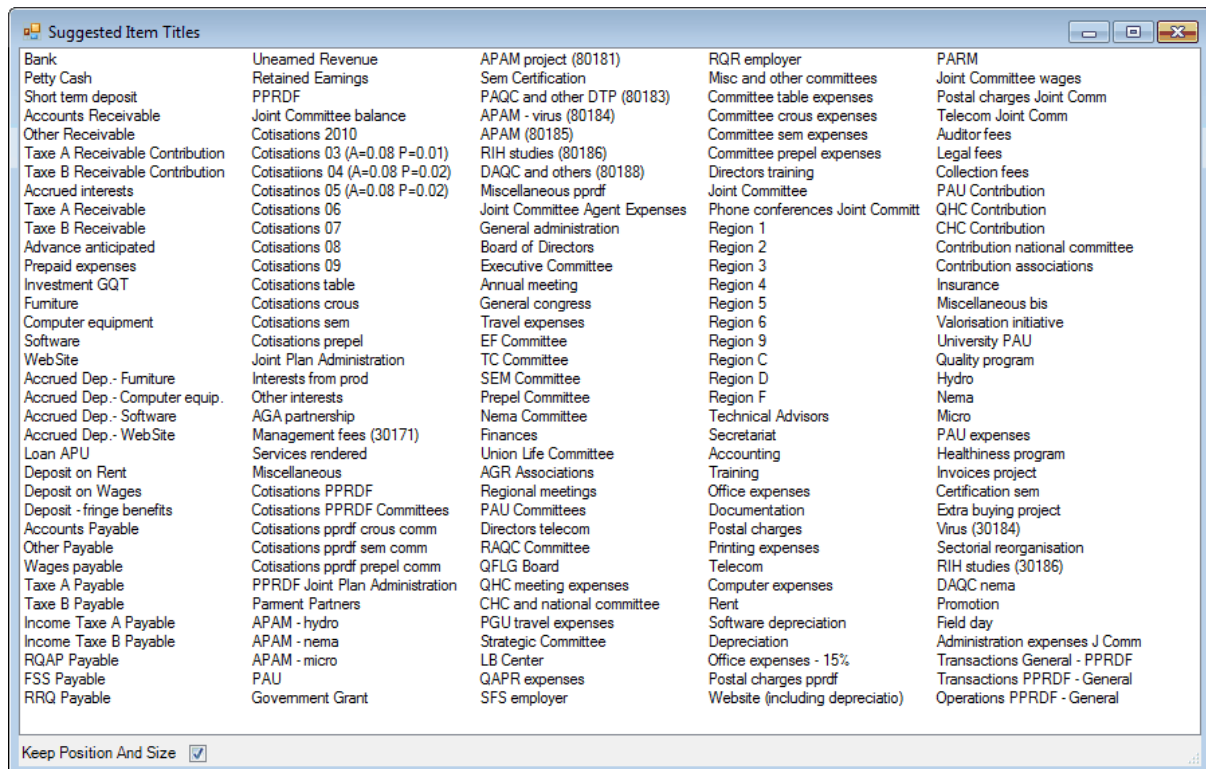 Suggested Item Titles
Bank
Petty Cash
Short term deposit
Accounts Receivable
Other Receivable
Taxe A Receivable Contribution
Taxe B Receivable Contribution
Accrued interests
Taxe A Receivable
Taxe B Receivable
Advance anticipated
Prepaid expenses
Investment GQT
Furniture
Computer equipment
Software
WebSite
Accrued Dep.- Furniture
Accrued Dep.- Computer equip.
Accrued Dep.- Software
Accrued Dep.- WebSite
Loan APU
Deposit on Rent
Deposit on Wages
Deposit - fringe benefits
Accounts Payable
Other Payable
Wages payable
Taxe A Payable
Taxe B Payable
Income Taxe A Payable
Income Taxe B Payable
RQAP Payable
FSS Payable
RRQ Payable
Unearned Revenue
Retained Earnings
PPRDF
Joint Committee balance
Cotisations 2010
Cotisations 03 (A=0.08 P=0.01)
Cotisatiions 04 (A=0.08 P=0.02)
Cotisatinos 05 (A=0.08 P=0.02)
Cotisations 06
Cotisations 07
Cotisations 08
Cotisations 09
Cotisations table
Cotisations crous
Cotisations sem
Cotisations prepel
Joint Plan Administration
Interests from prod
Other interests
AGA partnership
Management fees (30171)
Services rendered
Miscellaneous
Cotisations PPRDF
Cotisations PPRDF Committees
Cotisations pprdf crous comm
Cotisations pprdf sem comm
Cotisations pprdf prepel comm
PPRDF Joint Plan Administration
Parment Partners
APAM - hydro
APAM - nema
APAM - micro
PAU
Government Grant
APAM project (80181)
Sem Certification
PAQC and other DTP (80183)
APAM - virus (80184)
APAM (80185)
RIH studies (80186)
DAQC and others (80188)
Miscellaneous pprdf
Joint Committee Agent Expenses
General administration
Board of Directors
Executive Committee
Annual meeting
General congress
Travel expenses
EF Committee
TC Committee
SEM Committee
Prepel Committee
Nema Committee
Finances
Union Life Committee
AGR Associations
Regional meetings
PAU Committees
Directors telecom
RAQC Committee
QFLG Board
QHC meeting expenses
CHC and national committee
PGU travel expenses
Strategic Committee
LB Center
QAPR expenses
SFS employer
RQR employer
Misc and other committees
Committee table expenses
Committee crous expenses
Committee sem expenses
Committee prepel expenses
Directors training
Joint Committee
Phone conferences Joint Committ
Region 1
Region 2
Region 3
Region 4
Region 5
Region 6
Region 9
Region C
Region D
Region F
Technical Advisors
Secretariat
Accounting
Training
Office expenses
Documentation
Postal charges
Printing expenses
Telecom
Computer expenses
Rent
Software depreciation
Depreciation
Office expenses - 15%
Postal charges pprdf
Website (including depreciatio)
PARM
Joint Committee wages
Postal charges Joint Comm
Telecom Joint Comm
Auditor fees
Legal fees
Collection fees
PAU Contribution
QHC Contribution
CHC Contribution
Contribution national committee
Contribution associations
Insurance
Miscellaneous bis
Valorisation initiative
University PAU
Quality program
Hydro
Nema
Micro
PAU expenses
Healthiness program
Invoices project
Certification sem
Extra buying project
Virus (30184)
Sectorial reorganisation
RIH studies (30186)
DAQC nema
Promotion
Field day
Administration expenses J Comm
Transactions General - PPRDF
Transactions PPRDF - General
Operations PPRDF - General
Keep Position And Size